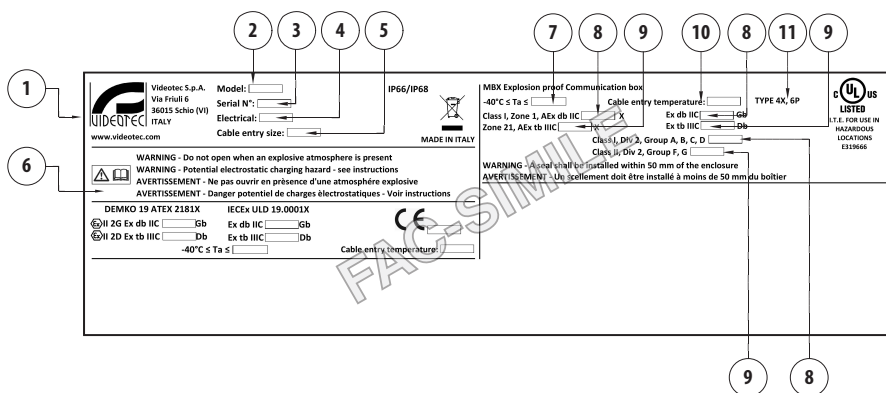 2 3 4 5 7 8 9 10 8 11 9
1
VIDEOTEC
www.videotec.com
Videotec S.p.A.
Via Friuli 6
36015 Schio (VI)
ITALY
Model:
Serial N°:
Electrical:
Cable entry size:
IP66/IP68
MADE IN ITALY
6
WARNING - Do not open when an explosive atmosphere is present
WARNING - Potential electrostatic charging hazard - see instructions
AVERTISSEMENT - Ne pas ouvrir en prèsence d'une atmosphére explosive
AVERTISSEMENT - Danger potentiel de charges èlectrostatiques - Voir instructions
DEMKO 19 ATEX 2181X IECEx ULD 19.0001X
Ex II 2G Ex db IIC Gb Ex db IIC Gb
Ex II 2D Ex tb IIIC Db Ex tb IIIC Db
CE
-40°C ≤ Ta ≤ Cable entry temperature:
MBX Explosion proof Communication box
-40°C ≤ Ta ≤ Cable entry temperature: TYPE 4X, 6P
Class I, Zone 1, AEx db IIC X Ex db IIC Gb
Zone 21, AEx tb IIIC X Ex tb IIIC Db
Class I, Div 2, Group A, B, C, D
Class II, Div 2, Group F, G
WARNING - A seal shall be installed within 50 mm of the enclosure
AVERTISSEMENT - Un scellement doit être installé à moins de 50 mm du boîtier
C UL US
LISTED
I.T.E. FOR USE IN
HAZARDOUS
LOCATIONS
E319666
FAC-SIMILE
9 8